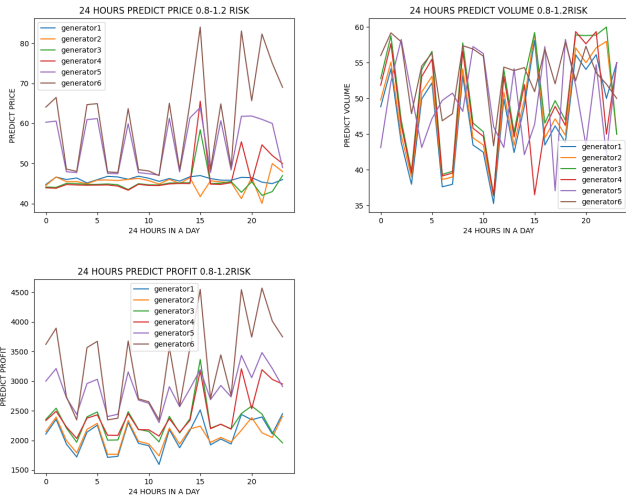 24 HOURS PREDICT PRICE 0.8-1.2 RISK
PREDICT PRICE
80
70
60
50
40
generator1
generator2
generator3
generator4
generator5
generator6
0
5
10
15
20
24 HOURS IN A DAY
24 HOURS PREDICT VOLUME 0.8-1.2RISK
PREDICT VOLUME
60
55
50
45
40
35
generator1
generator2
generator3
generator4
generator5
generator6
0
5
10
15
20
24 HOURS IN A DAY
24 HOURS PREDICT PROFIT 0.8-1.2RISK
PREDICT PROFIT
4500
4000
3500
3000
2500
2000
1500
generator1
generator2
generator3
generator4
generator5
generator6
0
5
10
15
20
24 HOURS IN A DAY